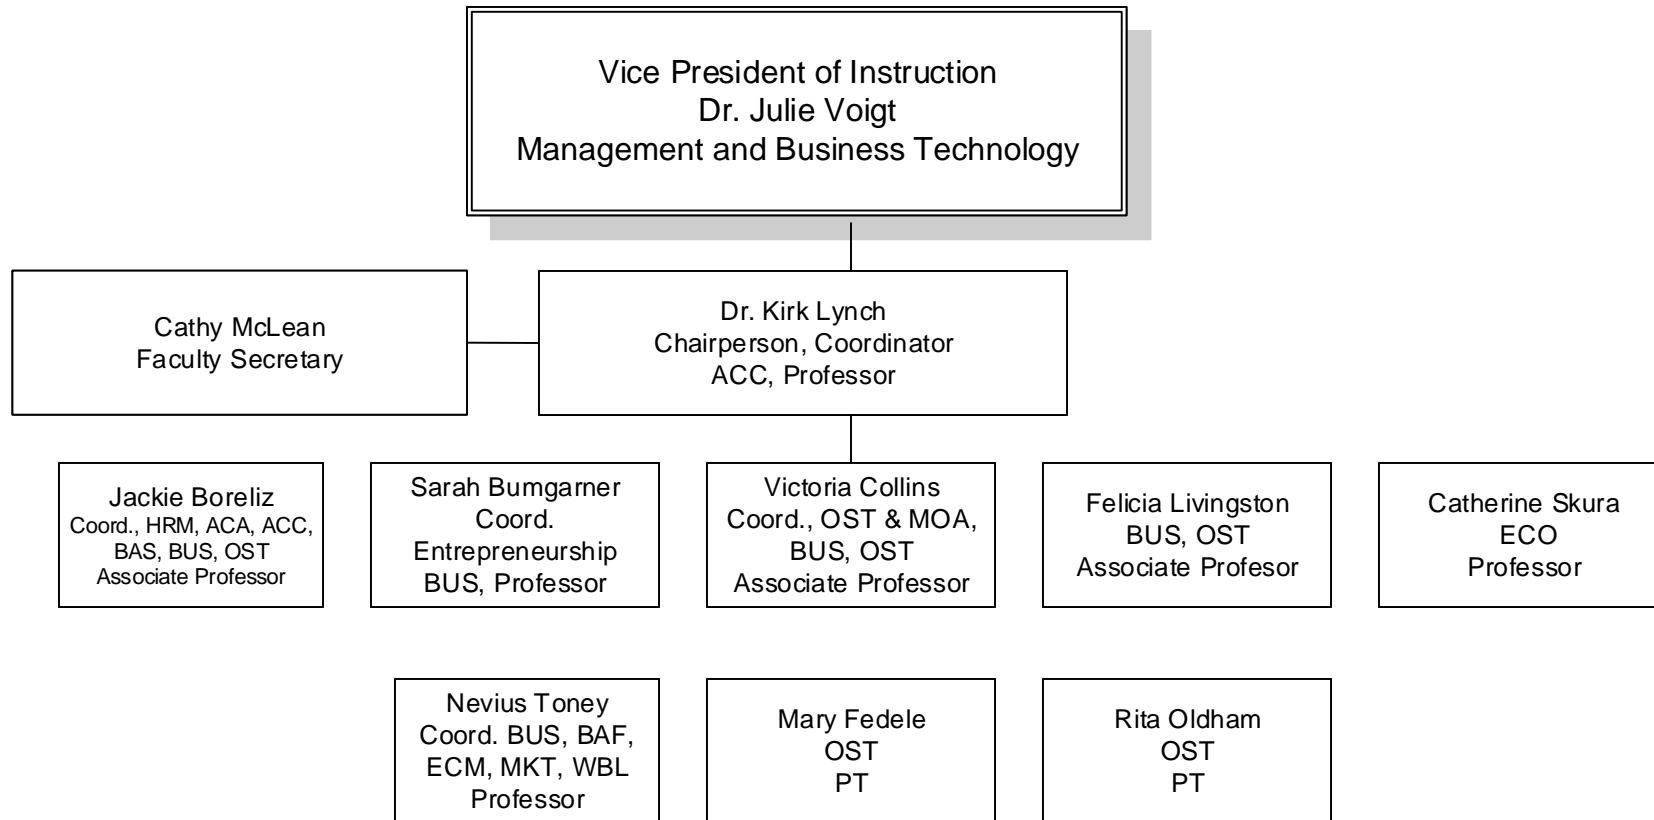 Vice President of Instruction
Dr. Julie Voigt
Management and Business Technology
Cathy McLean
Faculty Secretary
Dr. Kirk Lynch
Chairperson, Coordinator
ACC, Professor
Jackie Boreliz
Coord., HRM, ACA, ACC,
BAS, BUS, OST
Associate Professor
Sarah Bumgarner
Coord.
Entrepreneurship
BUS, Professor
Victoria Collins
Coord., OST & MOA,
BUS, OST
Associate Professor
Felicia Livingston
BUS, OST
Associate Profesor
Catherine Skura
ECO
Professor
Nevius Toney
Coord. BUS, BAF,
ECM, MKT, WBL
Professor
Mary Fedele
OST
PT
Rita Oldham
OST
PT